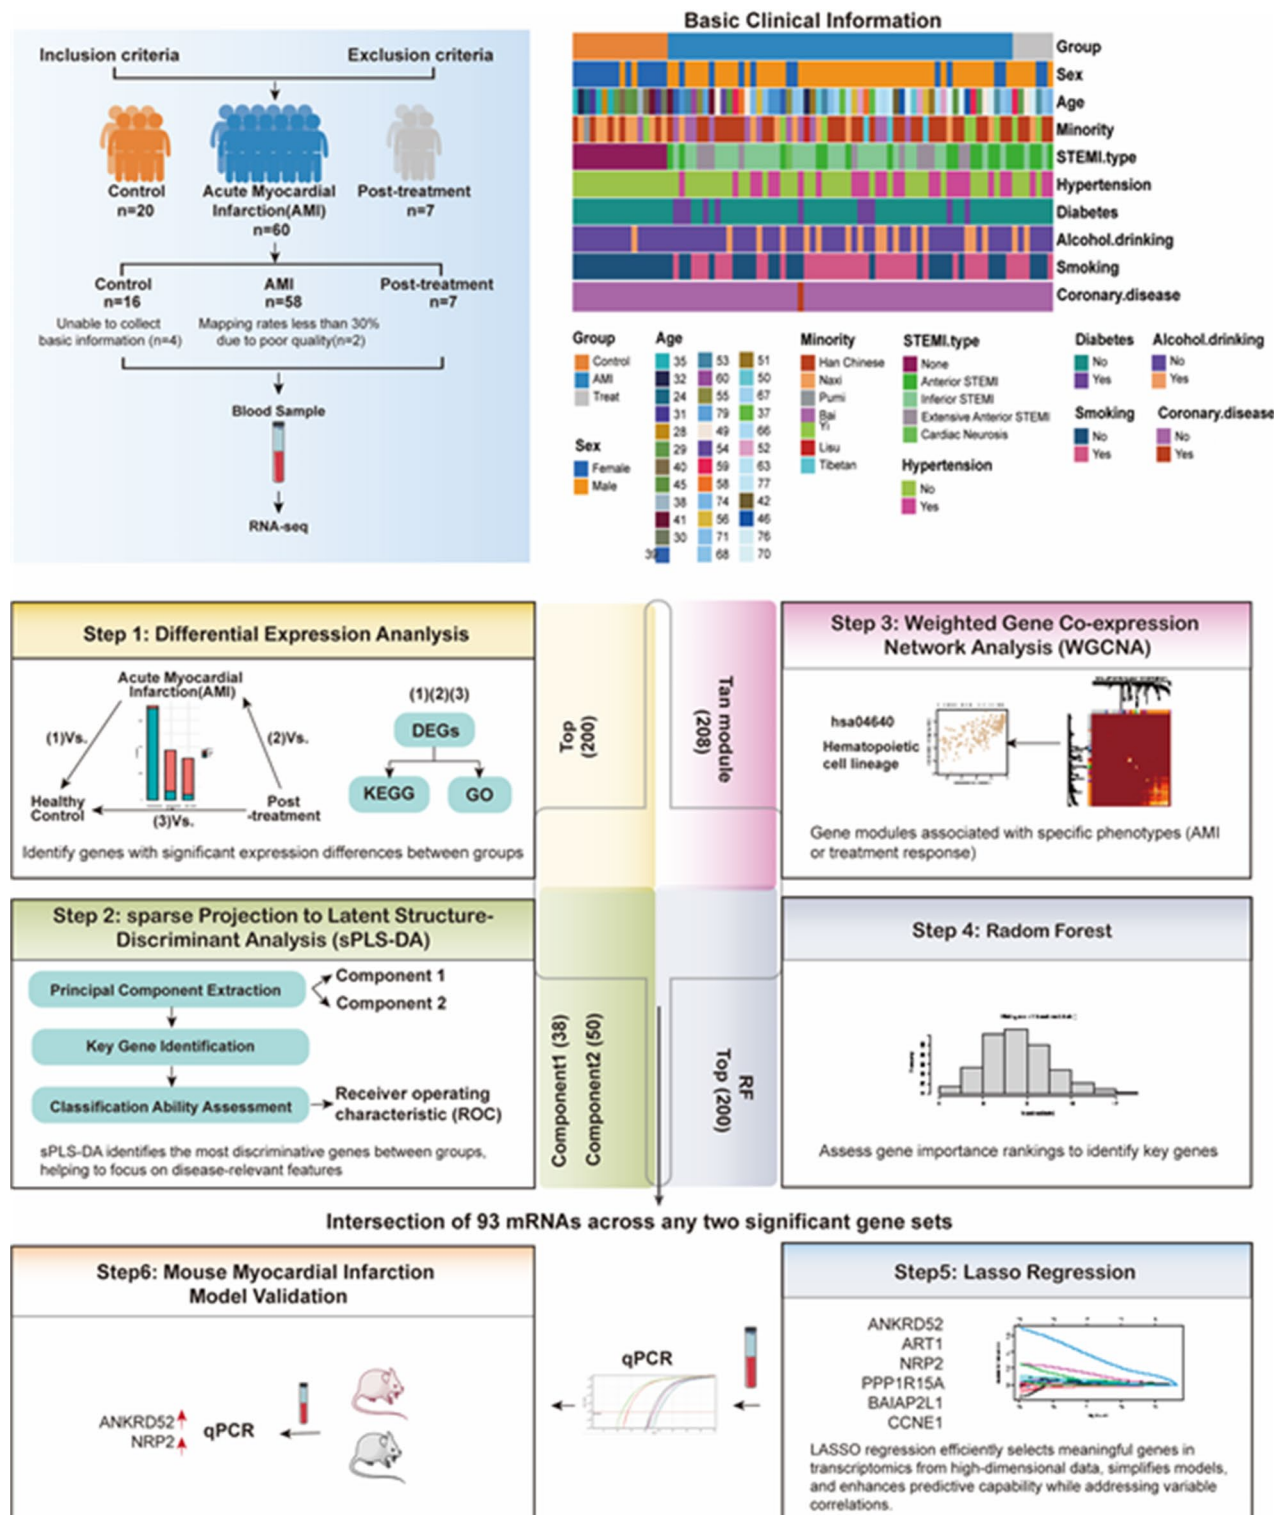 Inclusion criteria
Exclusion criteria
Control
n=20
Acute Myocardial
Infarction(AMI)
n=60
Post-treatment
n=7
Control
n=16
AMI
n=58
Post-treatment
n=7
Unable to collect
basic information (n=4)
Mapping rates less than 30%
due to poor quality(n=2)
Blood Sample
RNA-seq
Basic Clinical Information
Group
Sex
Age
Minority
STEMI.type
Hypertension
Diabetes
Alcohol.drinking
Smoking
Coronary.disease
Group
Control
AMI
Treat
Sex
Female
Male
Age
35
32
24
31
28
29
40
45
38
41
30
39
53
60
55
79
49
54
59
58
74
56
71
68
51
50
67
37
66
52
63
77
42
46
76
70
Minority
Han Chinese
Naxi
Pumi
Bai
Yi
Lisu
Tibetan
STEMI.type
None
Anterior STEMI
Inferior STEMI
Extensive Anterior STEMI
Cardiac Neurosis
Hypertension
No
Yes
Diabetes
No
Yes
Smoking
No
Yes
Alcohol.drinking
No
Yes
Coronary.disease
No
Yes
Step 1: Differential Expression Ananlysis
Acute Myocardial
Infarction(AMI)
(1)Vs.
(2)Vs.
Healthy
Control
Post
-treatment
(3)Vs.
(1)(2)(3)
DEGs
KEGG
GO
Identify genes with significant expression differences between groups
Top
(200)
Tan module
(208)
Step 3: Weighted Gene Co-expression
Network Analysis (WGCNA)
hsa04640
Hematopoietic
cell lineage
Gene modules associated with specific phenotypes (AMI
or treatment response)
Step 2: sparse Projection to Latent Structure-
Discriminant Analysis (sPLS-DA)
Principal Component Extraction
Component 1
Component 2
Key Gene Identification
Classification Ability Assessment
Receiver operating
characteristic (ROC)
sPLS-DA identifies the most discriminative genes between groups,
helping to focus on disease-relevant features
Component1 (38)
Component2 (50)
RF
Top (200)
Step 4: Radom Forest
Assess gene importance rankings to identify key genes
Intersection of 93 mRNAs across any two significant gene sets
Step6: Mouse Myocardial Infarction
Model Validation
ANKRD52
NRP2
qPCR
qPCR
Step5: Lasso Regression
ANKRD52
ART1
NRP2
PPP1R15A
BAIAP2L1
CCNE1
LASSO regression efficiently selects meaningful genes in
transcriptomics from high-dimensional data, simplifies models,
and enhances predictive capability while addressing variable
correlations.